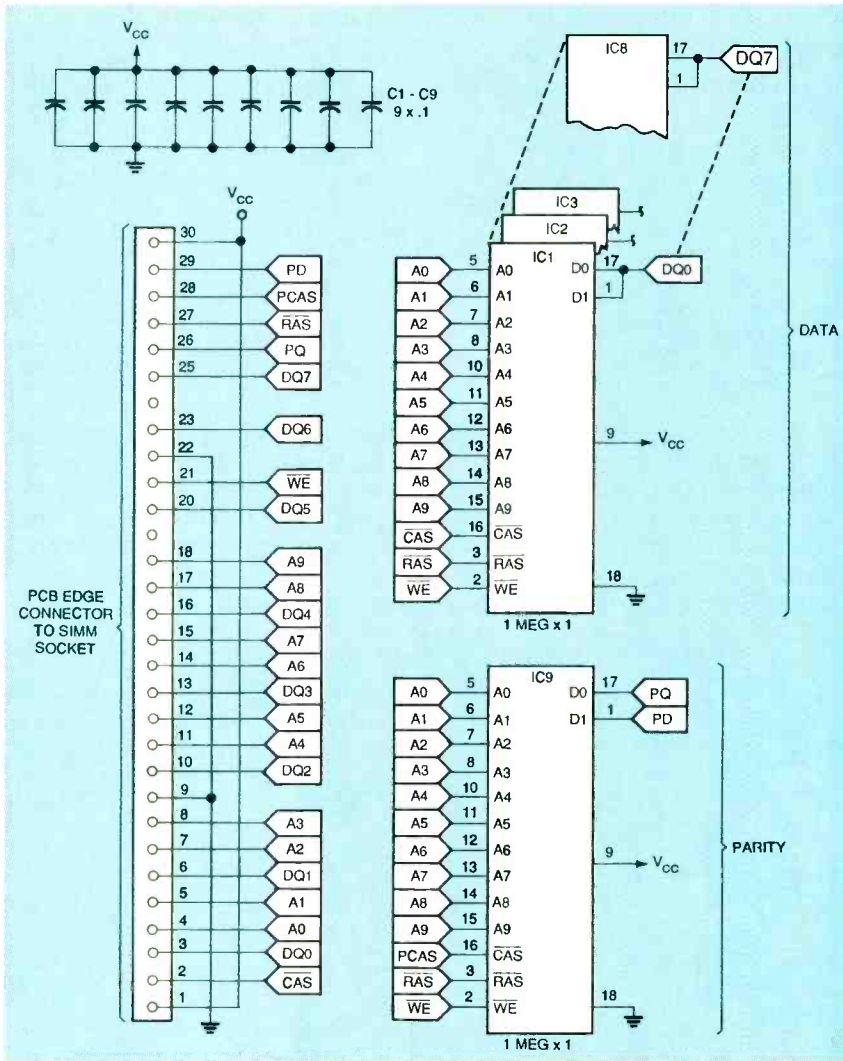 VCC
C1 - C9
9 x .1
VCC
30
29 PD
28 PCAS
27 RAS
26 PQ
25 DQ7
23 DQ6
22
21 WE
20 DQ5
18 A9
17 A8
16 DQ4
15 A7
14 A6
13 DQ3
12 A5
11 A4
10 DQ2
9
8 A3
7 A2
6 DQ1
5 A1
4 A0
3 DQ0
2 CAS
1
PCB EDGE
CONNECTOR
TO SIMM
SOCKET
IC8
17
1
DQ7
IC3
IC2
IC1
A0 5 A0
A1 6 A1
A2 7 A2
A3 8 A3
A4 10 A4
A5 11 A5
A6 12 A6
A7 13 A7
A8 14 A8
A9 15 A9
CAS 16 CAS
RAS 3 RAS
WE 2 WE
D0 17
D1 1
DQ0
9 VCC
18
1 MEG x 1
DATA
IC9
A0 5 A0
A1 6 A1
A2 7 A2
A3 8 A3
A4 10 A4
A5 11 A5
A6 12 A6
A7 13 A7
A8 14 A8
A9 15 A9
PCAS 16 CAS
RAS 3 RAS
WE 2 WE
D0 17 PQ
D1 1 PD
9 VCC
18
1 MEG x 1
PARITY